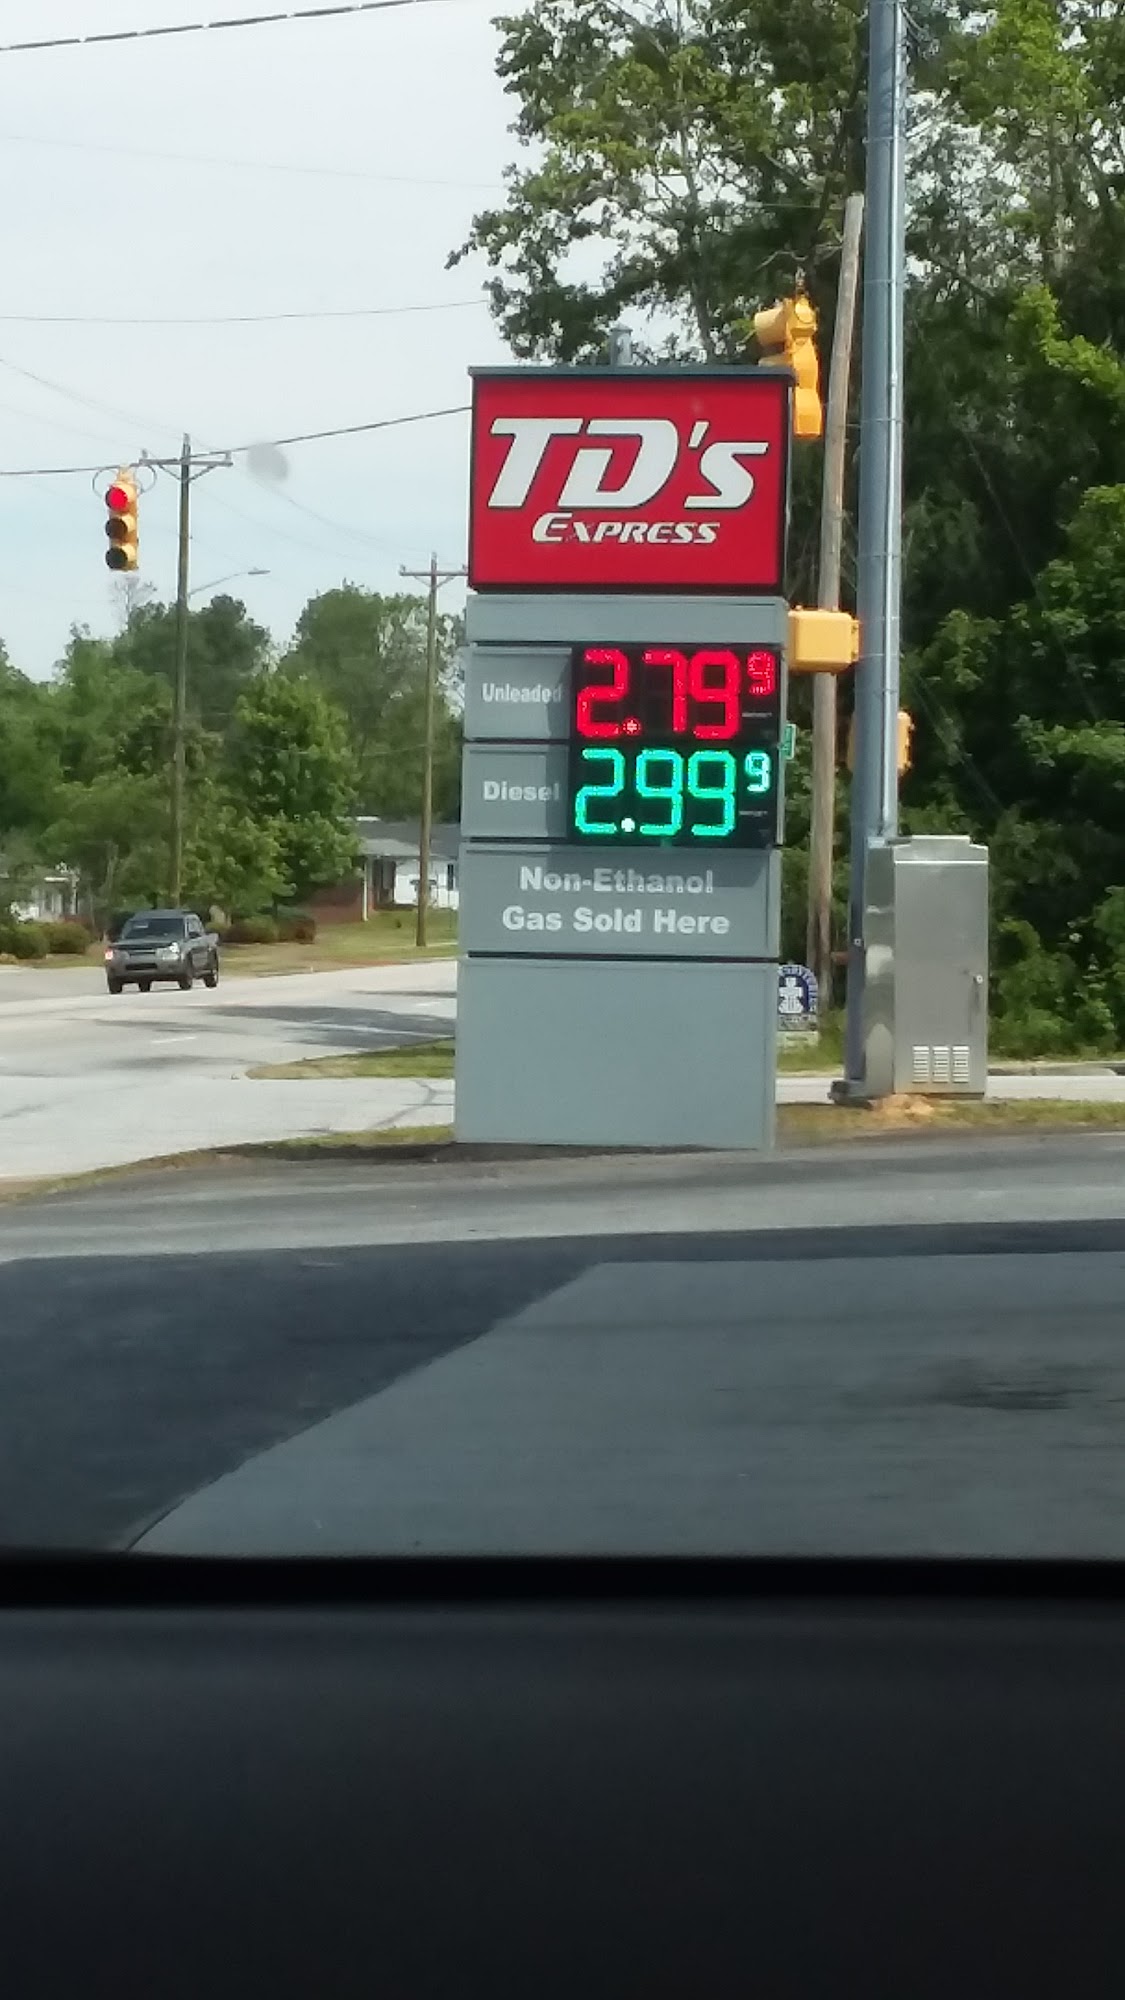 TD's
Express
Unleaded 2.79 9
Diesel 2.99 9
Non-Ethanol
Gas Sold Here